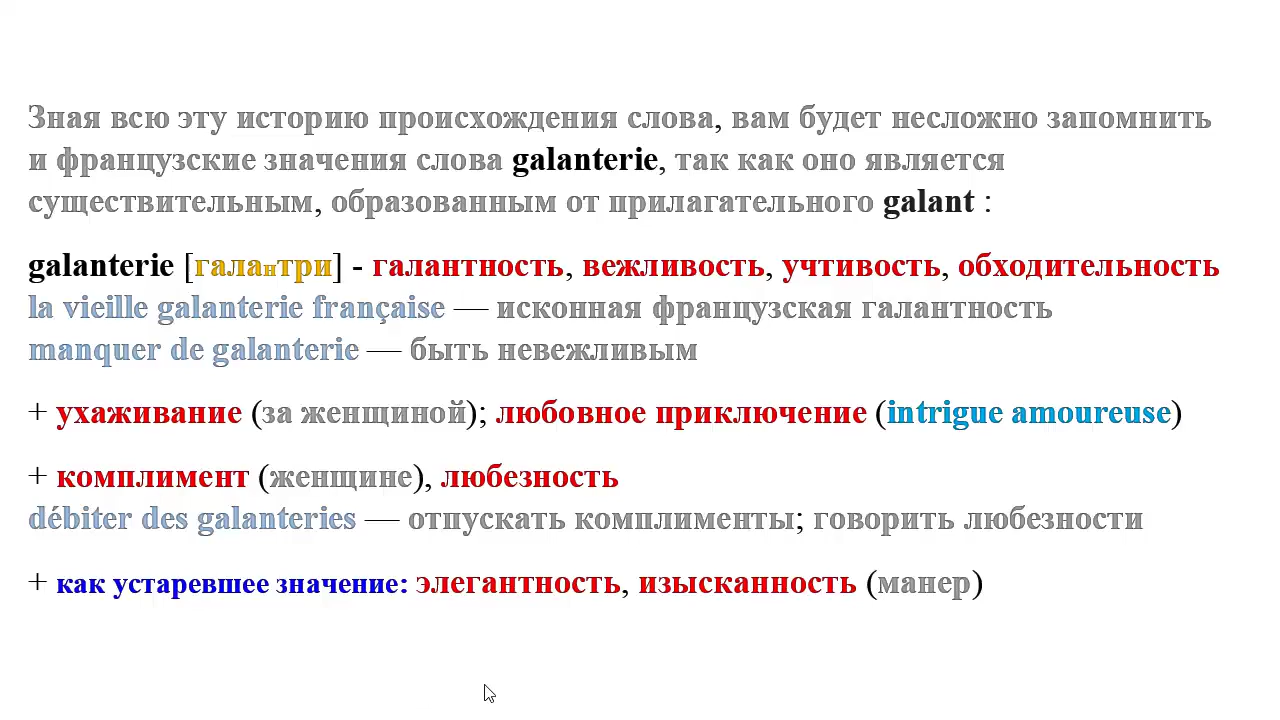 Зная всю эту историю происхождения слова, вам будет несложно запомнить
и французские значения слова galanterie, так как оно является
существительным, образованным от прилагательного galant :
galanterie [галантри] - галантность, вежливость, учтивость, обходительность
la vieille galanterie française — исконная французская галантность
manquer de galanterie — быть невежливым
+ ухаживание (за женщиной); любовное приключение (intrigue amoureuse)
+ комплимент (женщине), любезность
débiter des galanteries — отпускать комплименты; говорить любезности
+ как устаревшее значение: элегантность, изысканность (манер)